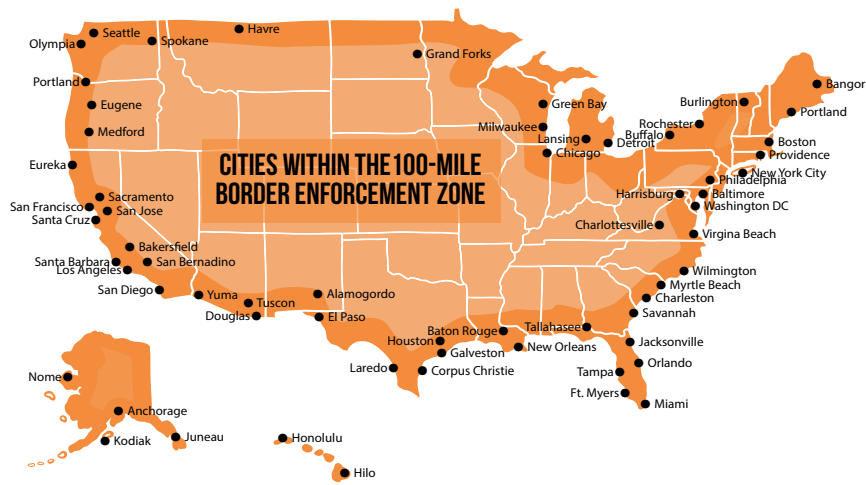 Seattle
Havre
Olympia
Spokane
Grand Forks
Portland
Bangor
Eugene
Green Bay
Burlington
Portland
Medford
Milwaukee
Rochester
Buffalo
Lansing
Detroit
Boston
Chicago
Providence
Eureka
CITIES WITHIN THE 100-MILE
BORDER ENFORCEMENT ZONE
New York City
Philadelphia
Harrisburg
Baltimore
Washington DC
Sacramento
San Francisco
San Jose
Santa Cruz
Charlottesville
Virgina Beach
Bakersfield
Santa Barbara
San Bernadino
Los Angeles
Wilmington
Myrtle Beach
San Diego
Yuma
Alamogordo
Charleston
Tuscon
Savannah
Douglas
El Paso
Baton Rouge
Tallahasee
Houston
New Orleans
Jacksonville
Galveston
Orlando
Laredo
Corpus Christie
Tampa
Nome
Ft. Myers
Miami
Anchorage
Kodiak
Juneau
Honolulu
Hilo